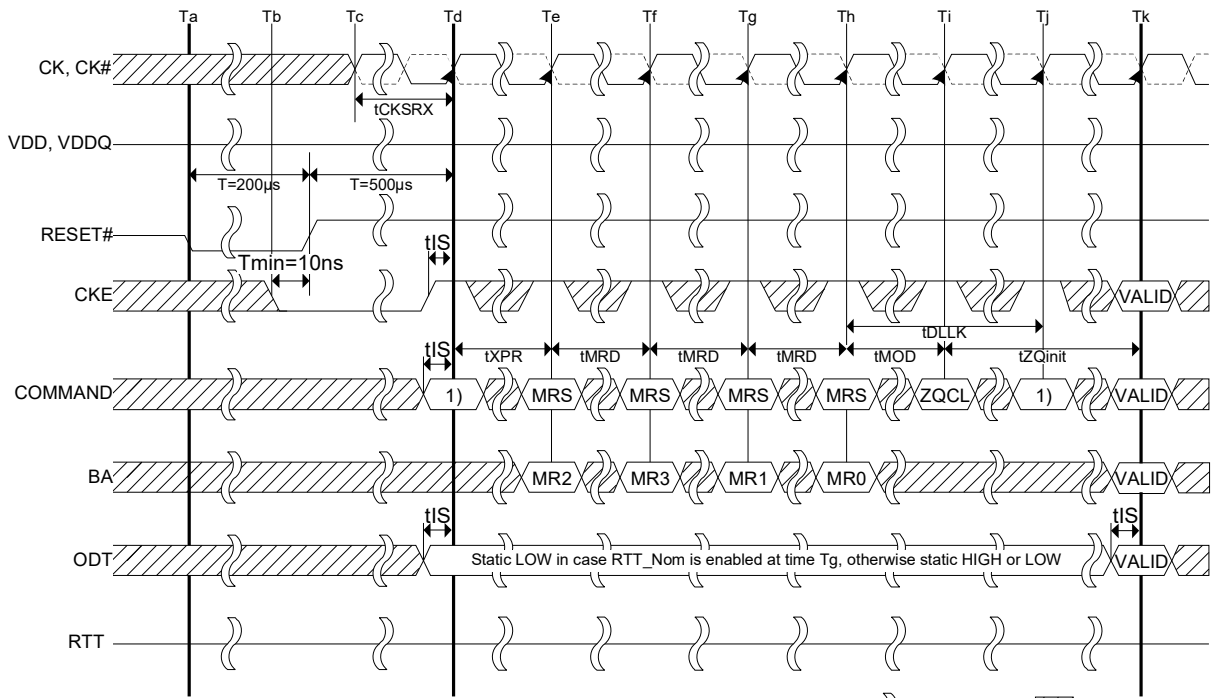 Ta Tb Tc Td Te Tf Tg Th Ti Tj Tk
CK, CK#
tCKSRX
VDD, VDDQ
T=200µs T=500µs
RESET#
tIS
Tmin=10ns
CKE VALID
tDLLK
tIS tXPR tMRD tMRD tMRD tMOD tZQinit
COMMAND 1) MRS MRS MRS MRS ZQCL 1) VALID
BA MR2 MR3 MR1 MR0 VALID
tIS tIS
ODT Static LOW in case RTT_Nom is enabled at time Tg, otherwise static HIGH or LOW VALID
RTT